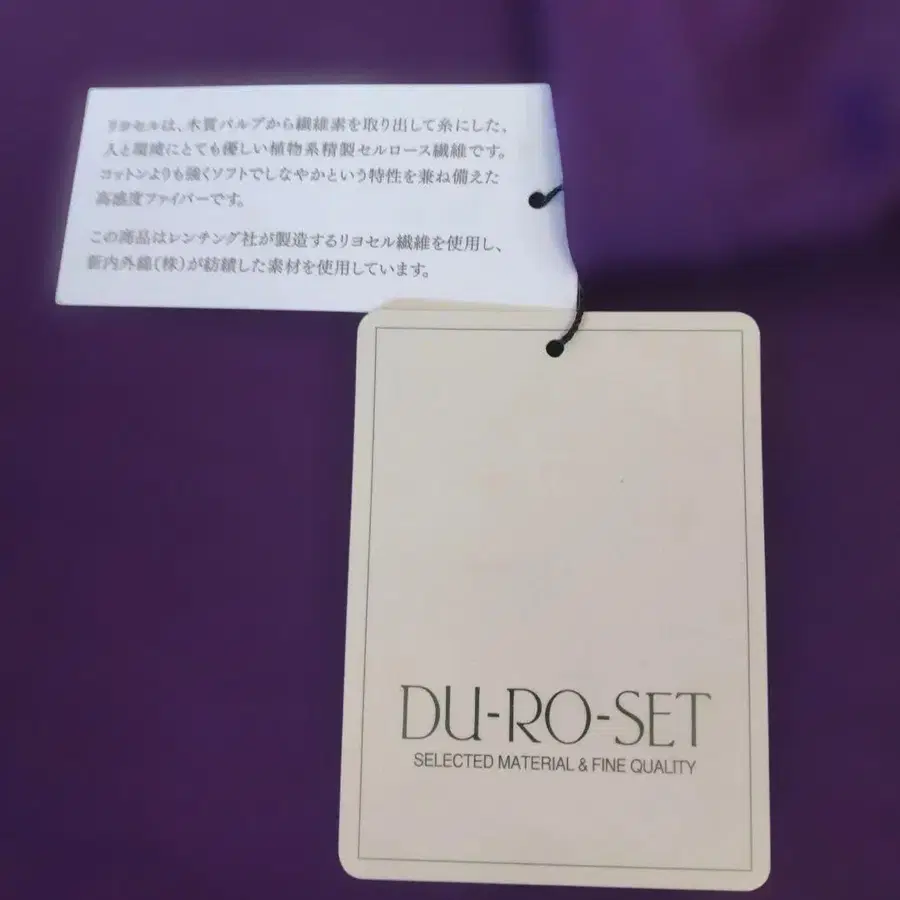 リヨセルは、木質パルプから繊維素を取り出して糸にした、
人と環境にとても優しい植物系精製セルロース繊維です。
コットンよりも強くソフトでしなやかという特性を兼ね備えた
高感度ファイバーです。
この商品はレンチング社が製造するリヨセル繊維を使用し、
新内外綿(株)が紡績した素材を使用しています。
DU-RO-SET
SELECTED MATERIAL & FINE QUALITY